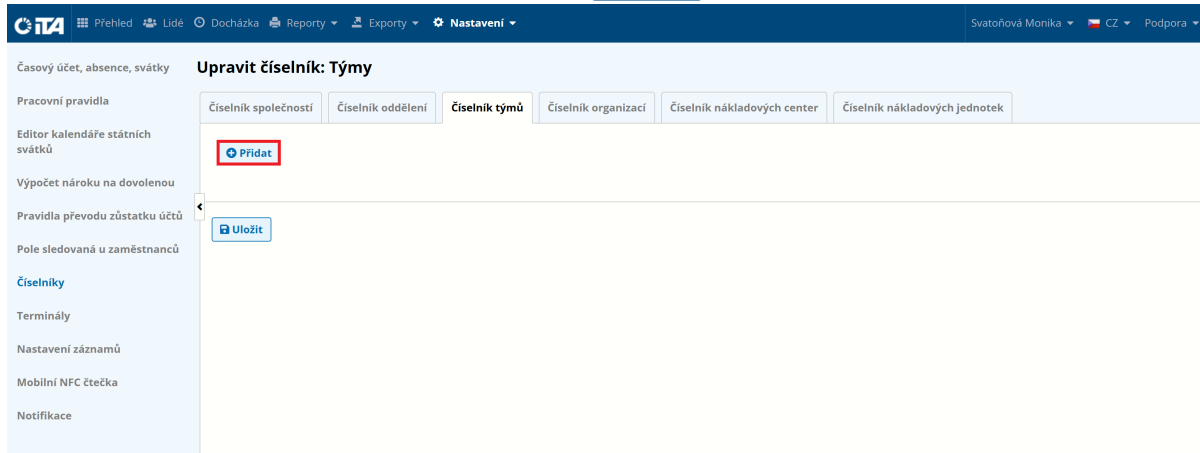 iTA Přehled Lidé Docházka Reporty Exporty Nastavení Svatoňová Monika CZ Podpora
Časový účet, absence, svátky
Pracovní pravidla
Editor kalendáře státních
svátků
Výpočet nároku na dovolenou
Pravidla převodu zůstatku účtů
Pole sledovaná u zaměstnanců
Číselníky
Terminály
Nastavení záznamů
Mobilní NFC čtečka
Notifikace
Upravit číselník: Týmy
Číselník společností Číselník oddělení Číselník týmů Číselník organizací Číselník nákladových center Číselník nákladových jednotek
Přidat
Uložit